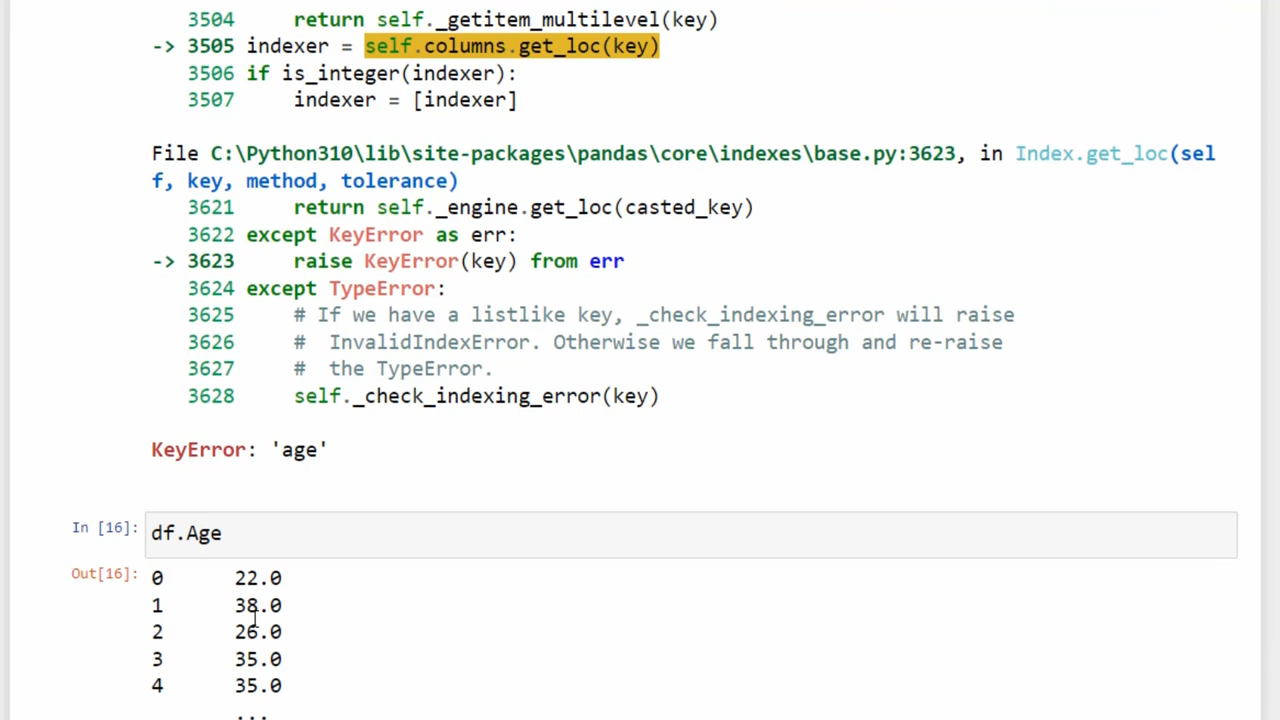 3504     return self._getitem_multilevel(key)
-> 3505 indexer = self.columns.get_loc(key)
3506 if is_integer(indexer):
3507     indexer = [indexer]
File C:\Python310\lib\site-packages\pandas\core\indexes\base.py:3623, in Index.get_loc(sel
f, key, method, tolerance)
3621     return self._engine.get_loc(casted_key)
3622 except KeyError as err:
-> 3623     raise KeyError(key) from err
3624 except TypeError:
3625     # If we have a listlike key, _check_indexing_error will raise
3626     #  InvalidIndexError. Otherwise we fall through and re-raise
3627     #  the TypeError.
3628     self._check_indexing_error(key)
KeyError: 'age'
In [16]: df.Age
Out[16]: 0      22.0
1      38.0
2      26.0
3      35.0
4      35.0
...